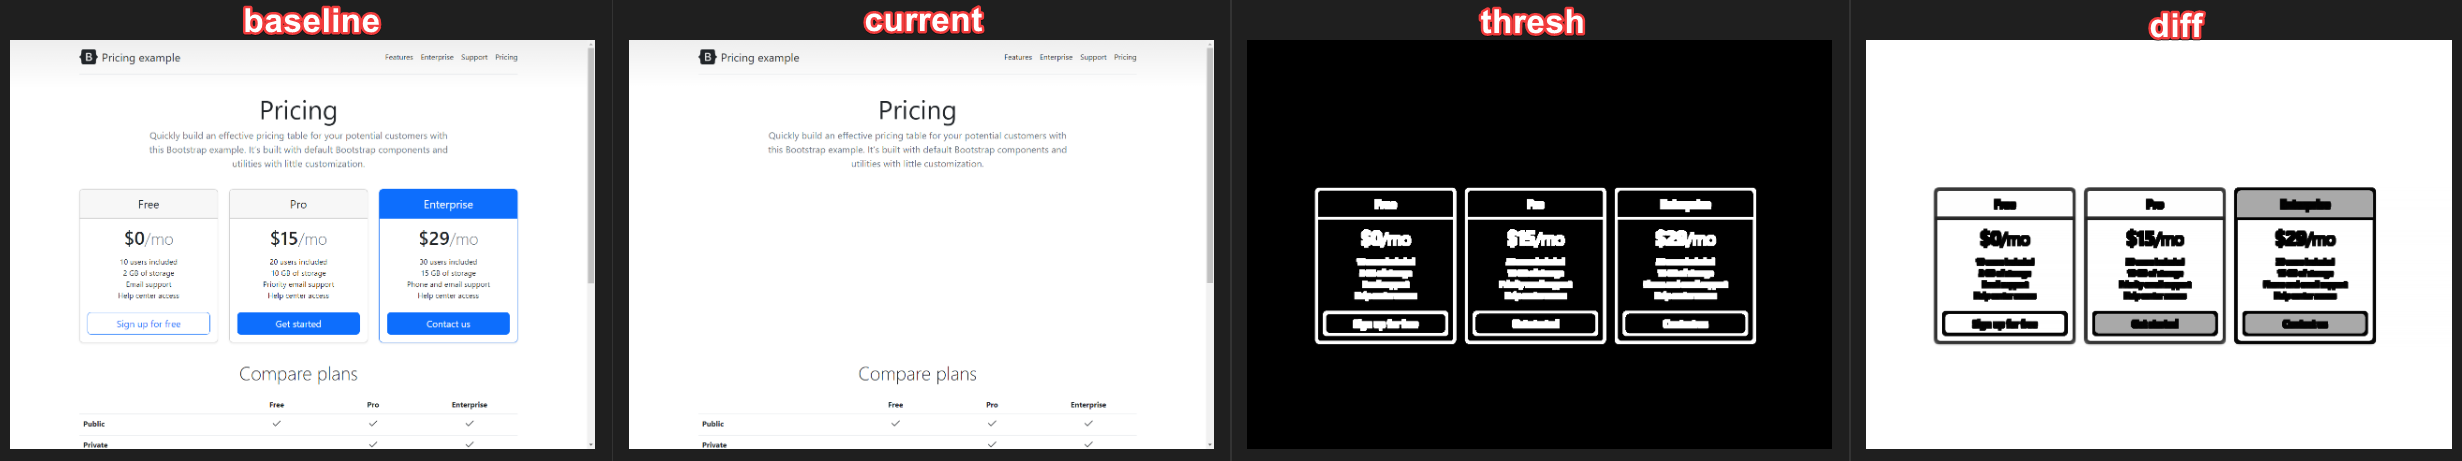 baseline
B Pricing example Features Enterprise Support Pricing
Pricing
Quickly build an effective pricing table for your potential customers with
this Bootstrap example. It's built with default Bootstrap components and
utilities with little customization.
Free Pro Enterprise
$0/mo $15/mo $29/mo
10 users included 20 users included 30 users included
2 GB of storage 10 GB of storage 15 GB of storage
Email support Priority email support Phone and email support
Help center access Help center access Help center access
Sign up for free Get started Contact us
Compare plans
Free Pro Enterprise
Public
Private
current
B Pricing example Features Enterprise Support Pricing
Pricing
Quickly build an effective pricing table for your potential customers with
this Bootstrap example. It's built with default Bootstrap components and
utilities with little customization.
Compare plans
Free Pro Enterprise
Public
Private
thresh
Free Pro Enterprise
$0/mo $15/mo $29/mo
Sign up for free Get started Contact us
diff
Free Pro Enterprise
$0/mo $15/mo $29/mo
Sign up for free Get started Contact us